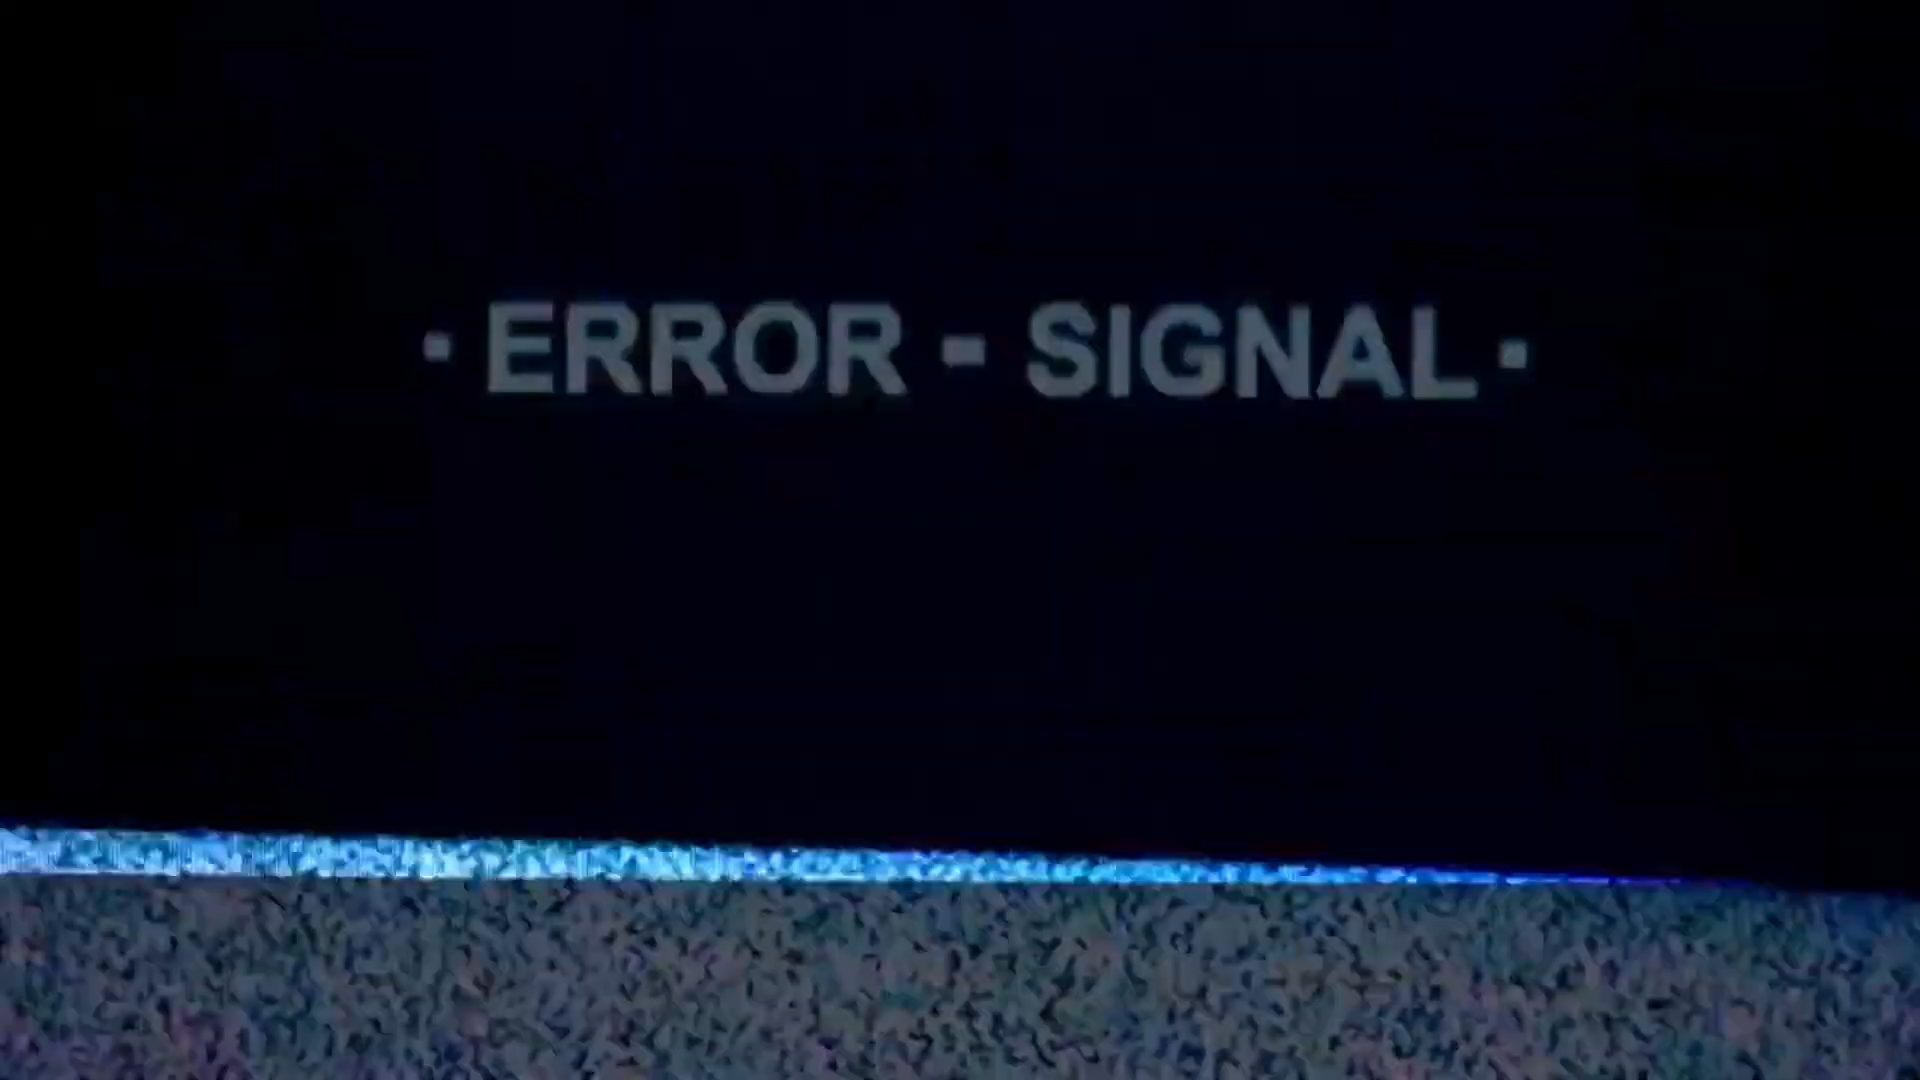 · ERROR - SIGNAL ·